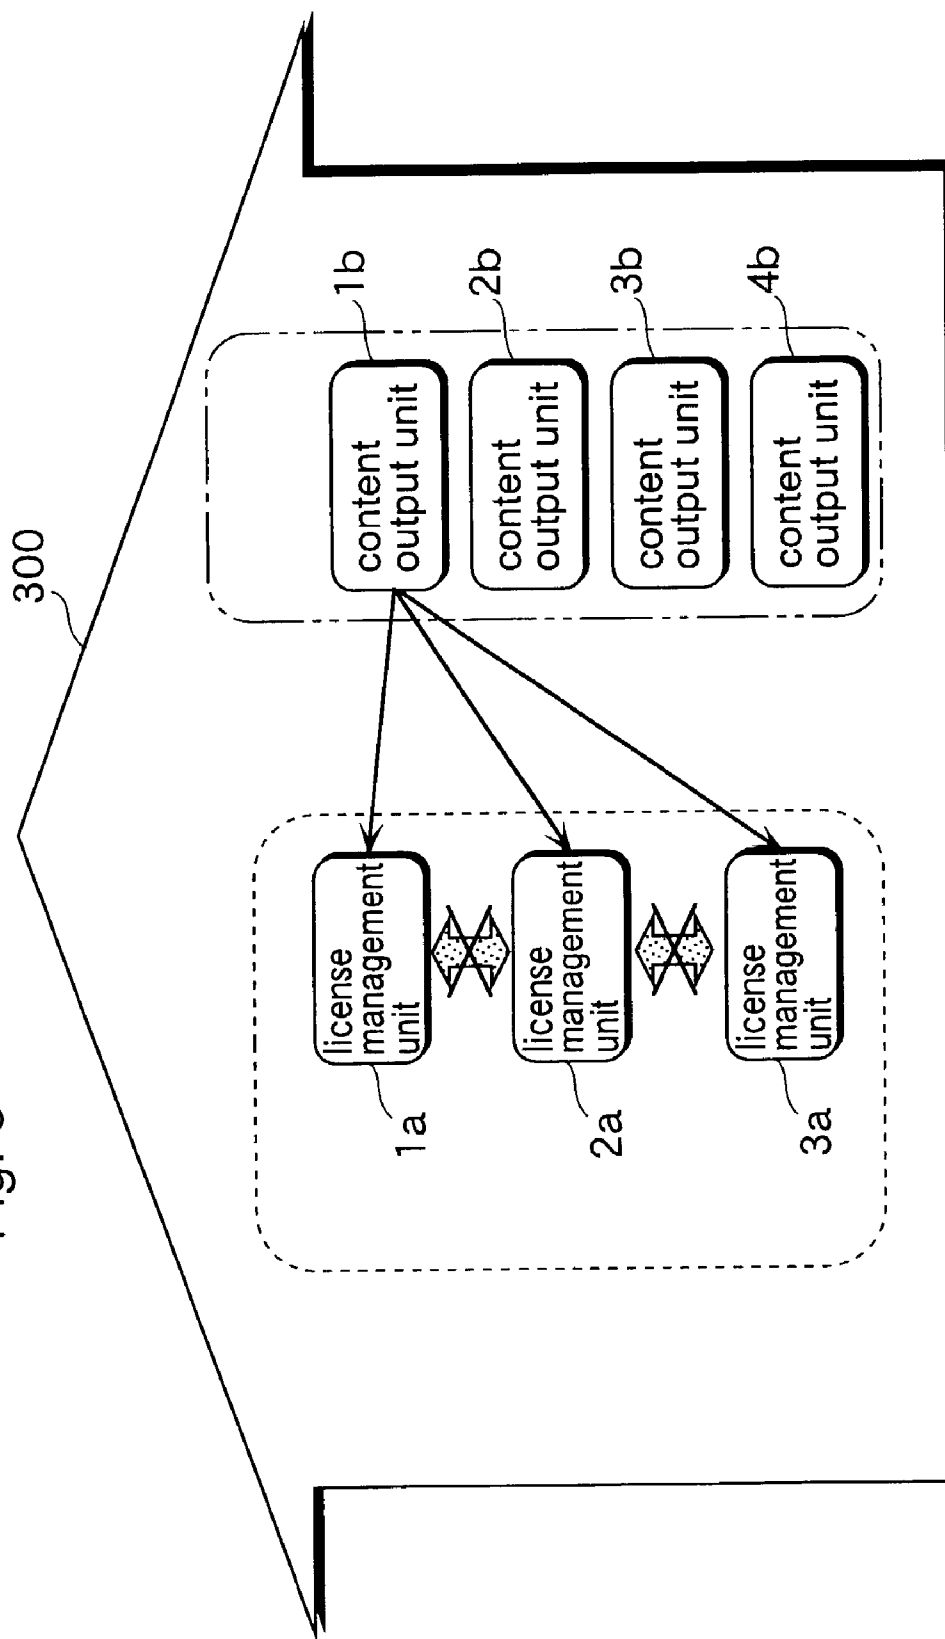 300
license
management
unit
1a
license
management
unit
2a
license
management
unit
3a
content
output unit
1b
content
output unit
2b
content
output unit
3b
content
output unit
4b